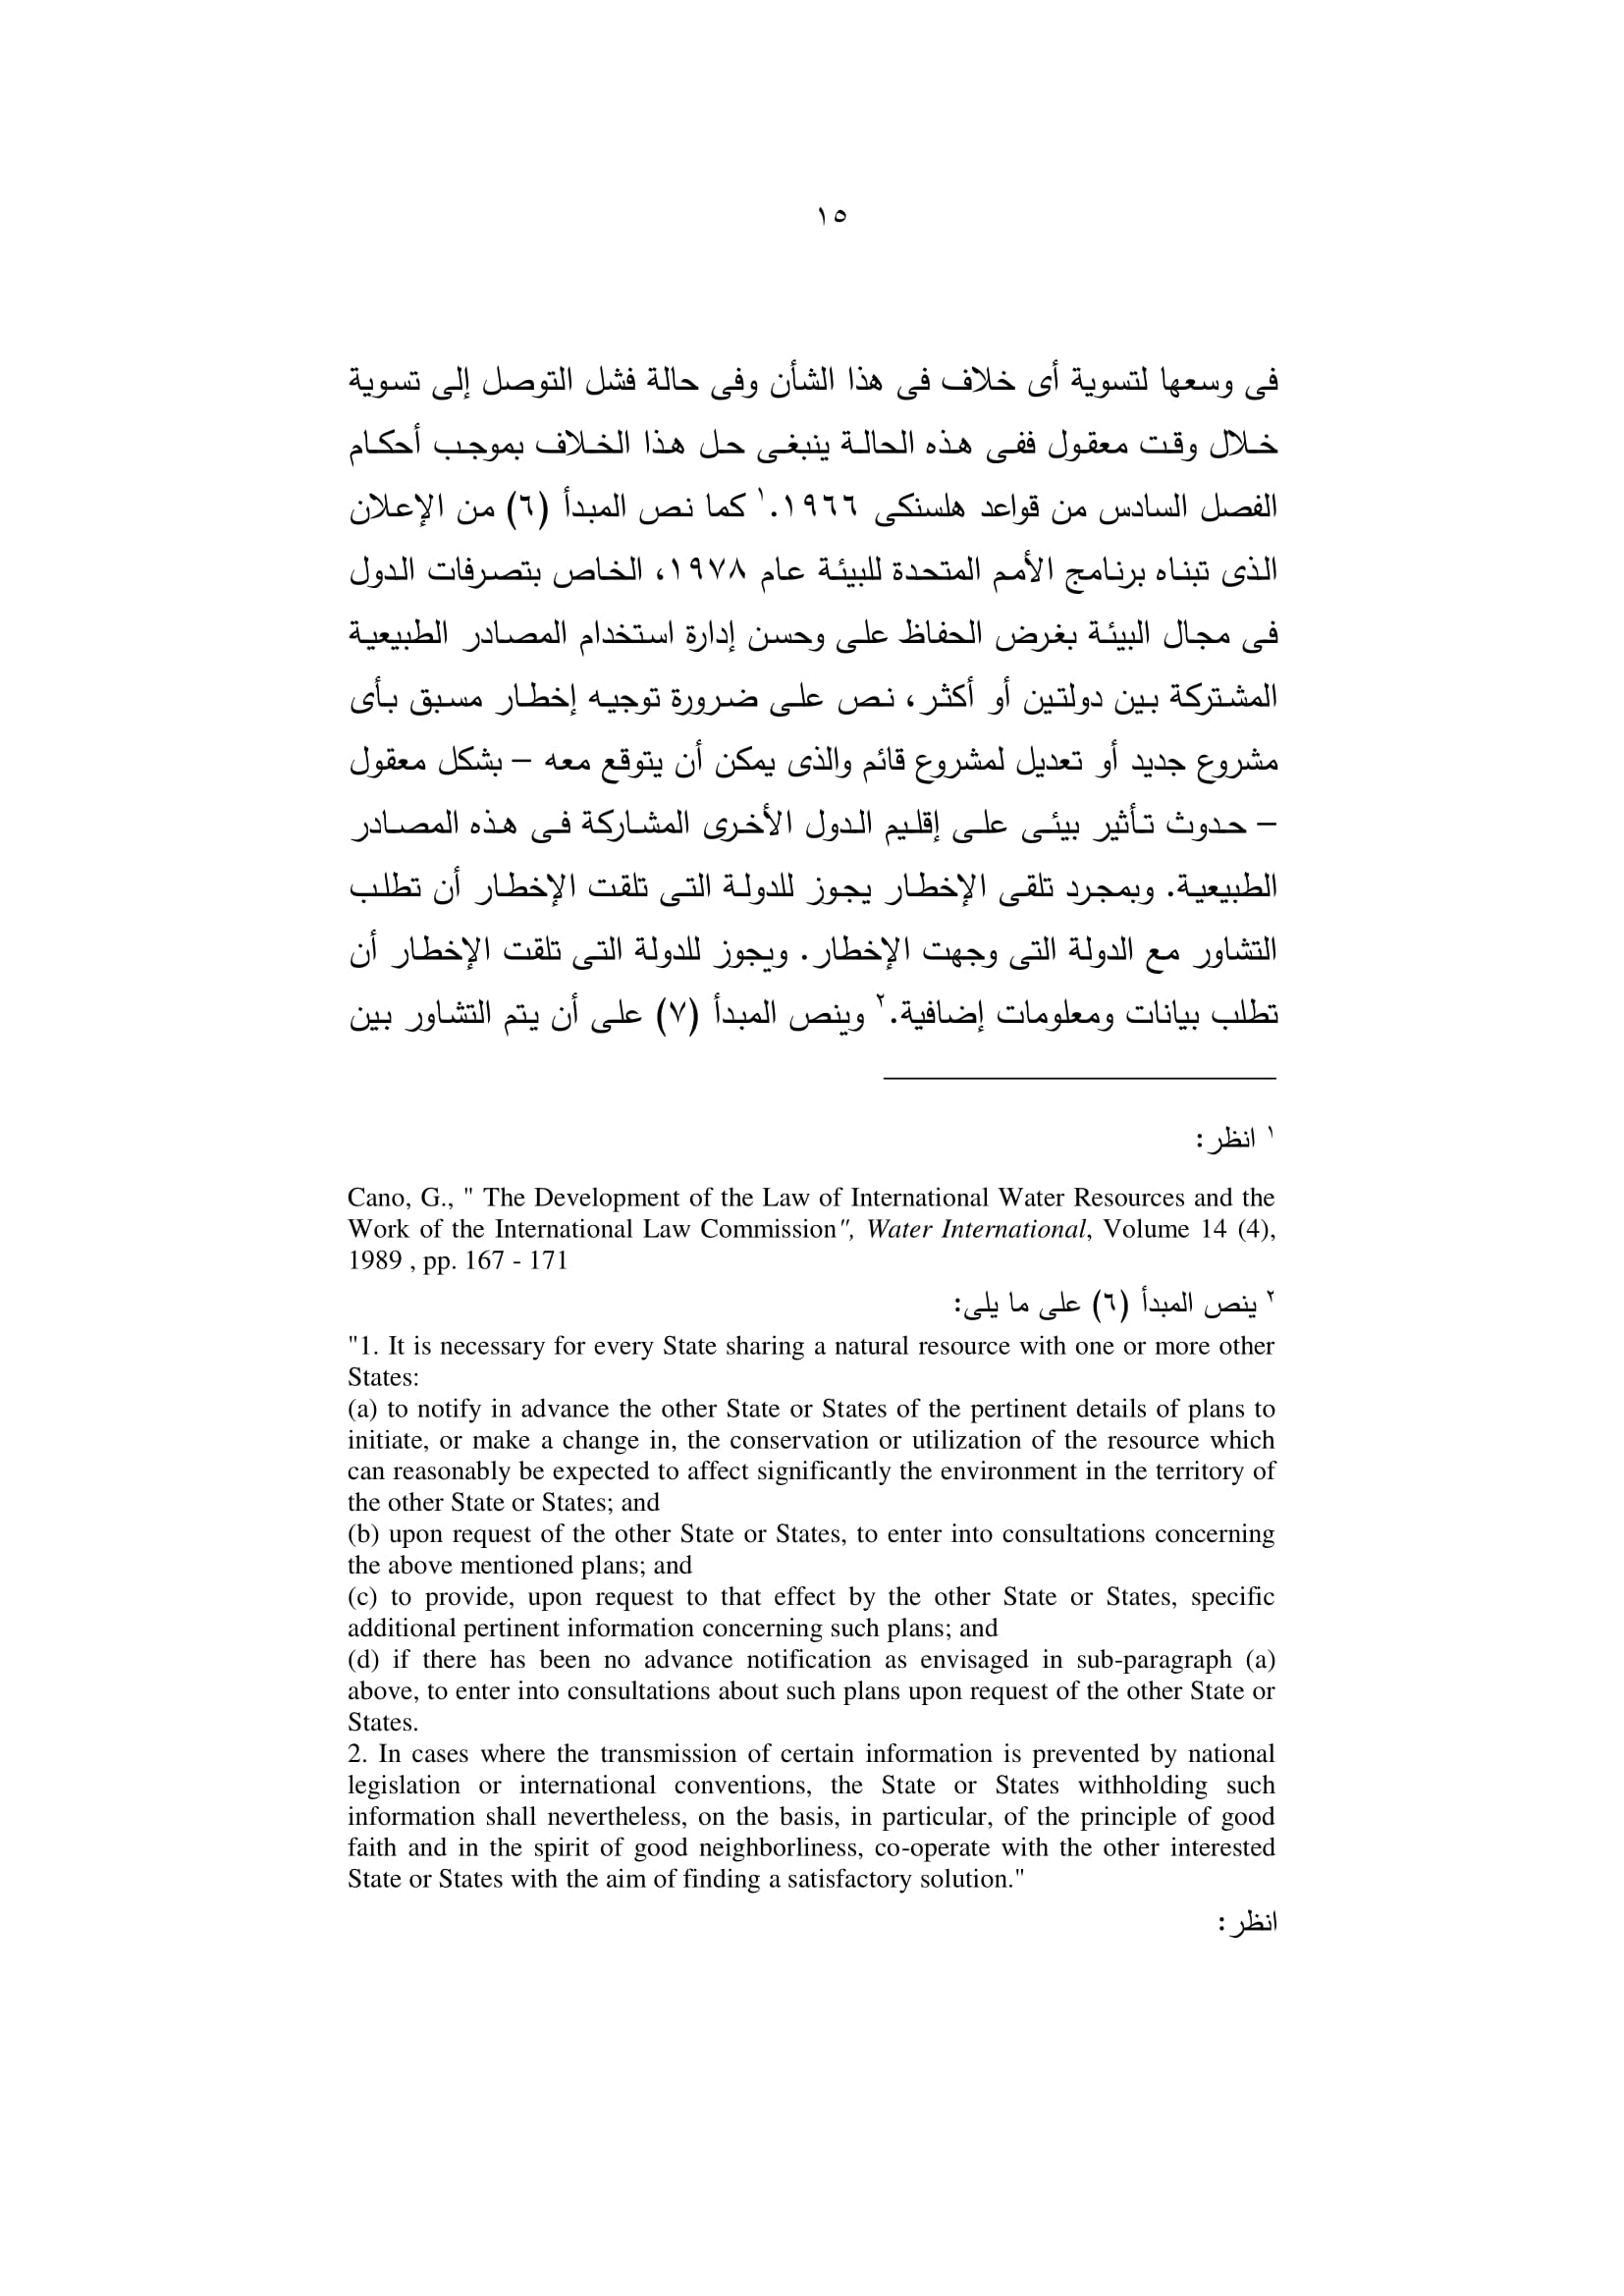 ١٥
فى وسعها لتسوية أى خلاف فى هذا الشأن وفى حالة فشل التوصل إلى تسوية
خلال وقت معقول ففى هذه الحالة ينبغى حل هذا الخلاف بموجب أحكام
الفصل السادس من قواعد هلسنكى ١٩٦٦.١ كما نص المبدأ (٦) من الإعلان
الذى تبناه برنامج الأمم المتحدة للبيئة عام ١٩٧٨، الخاص بتصرفات الدول
فى مجال البيئة بغرض الحفاظ على وحسن إدارة استخدام المصادر الطبيعية
المشتركة بين دولتين أو أكثر، نص على ضرورة توجيه إخطار مسبق بأى
مشروع جديد أو تعديل لمشروع قائم والذى يمكن أن يتوقع معه – بشكل معقول
– حدوث تأثير بيئى على إقليم الدول الأخرى المشاركة فى هذه المصادر
الطبيعية. وبمجرد تلقى الإخطار يجوز للدولة التى تلقت الإخطار أن تطلب
التشاور مع الدولة التى وجهت الإخطار. ويجوز للدولة التى تلقت الإخطار أن
تطلب بيانات ومعلومات إضافية.٢ وينص المبدأ (٧) على أن يتم التشاور بين
١ انظر:
Cano, G., " The Development of the Law of International Water Resources and the
Work of the International Law Commission", Water International, Volume 14 (4),
1989 , pp. 167 - 171
٢ ينص المبدأ (٦) على ما يلى:
"1. It is necessary for every State sharing a natural resource with one or more other
States:
(a) to notify in advance the other State or States of the pertinent details of plans to
initiate, or make a change in, the conservation or utilization of the resource which
can reasonably be expected to affect significantly the environment in the territory of
the other State or States; and
(b) upon request of the other State or States, to enter into consultations concerning
the above mentioned plans; and
(c) to provide, upon request to that effect by the other State or States, specific
additional pertinent information concerning such plans; and
(d) if there has been no advance notification as envisaged in sub-paragraph (a)
above, to enter into consultations about such plans upon request of the other State or
States.
2. In cases where the transmission of certain information is prevented by national
legislation or international conventions, the State or States withholding such
information shall nevertheless, on the basis, in particular, of the principle of good
faith and in the spirit of good neighborliness, co-operate with the other interested
State or States with the aim of finding a satisfactory solution."
انظر: